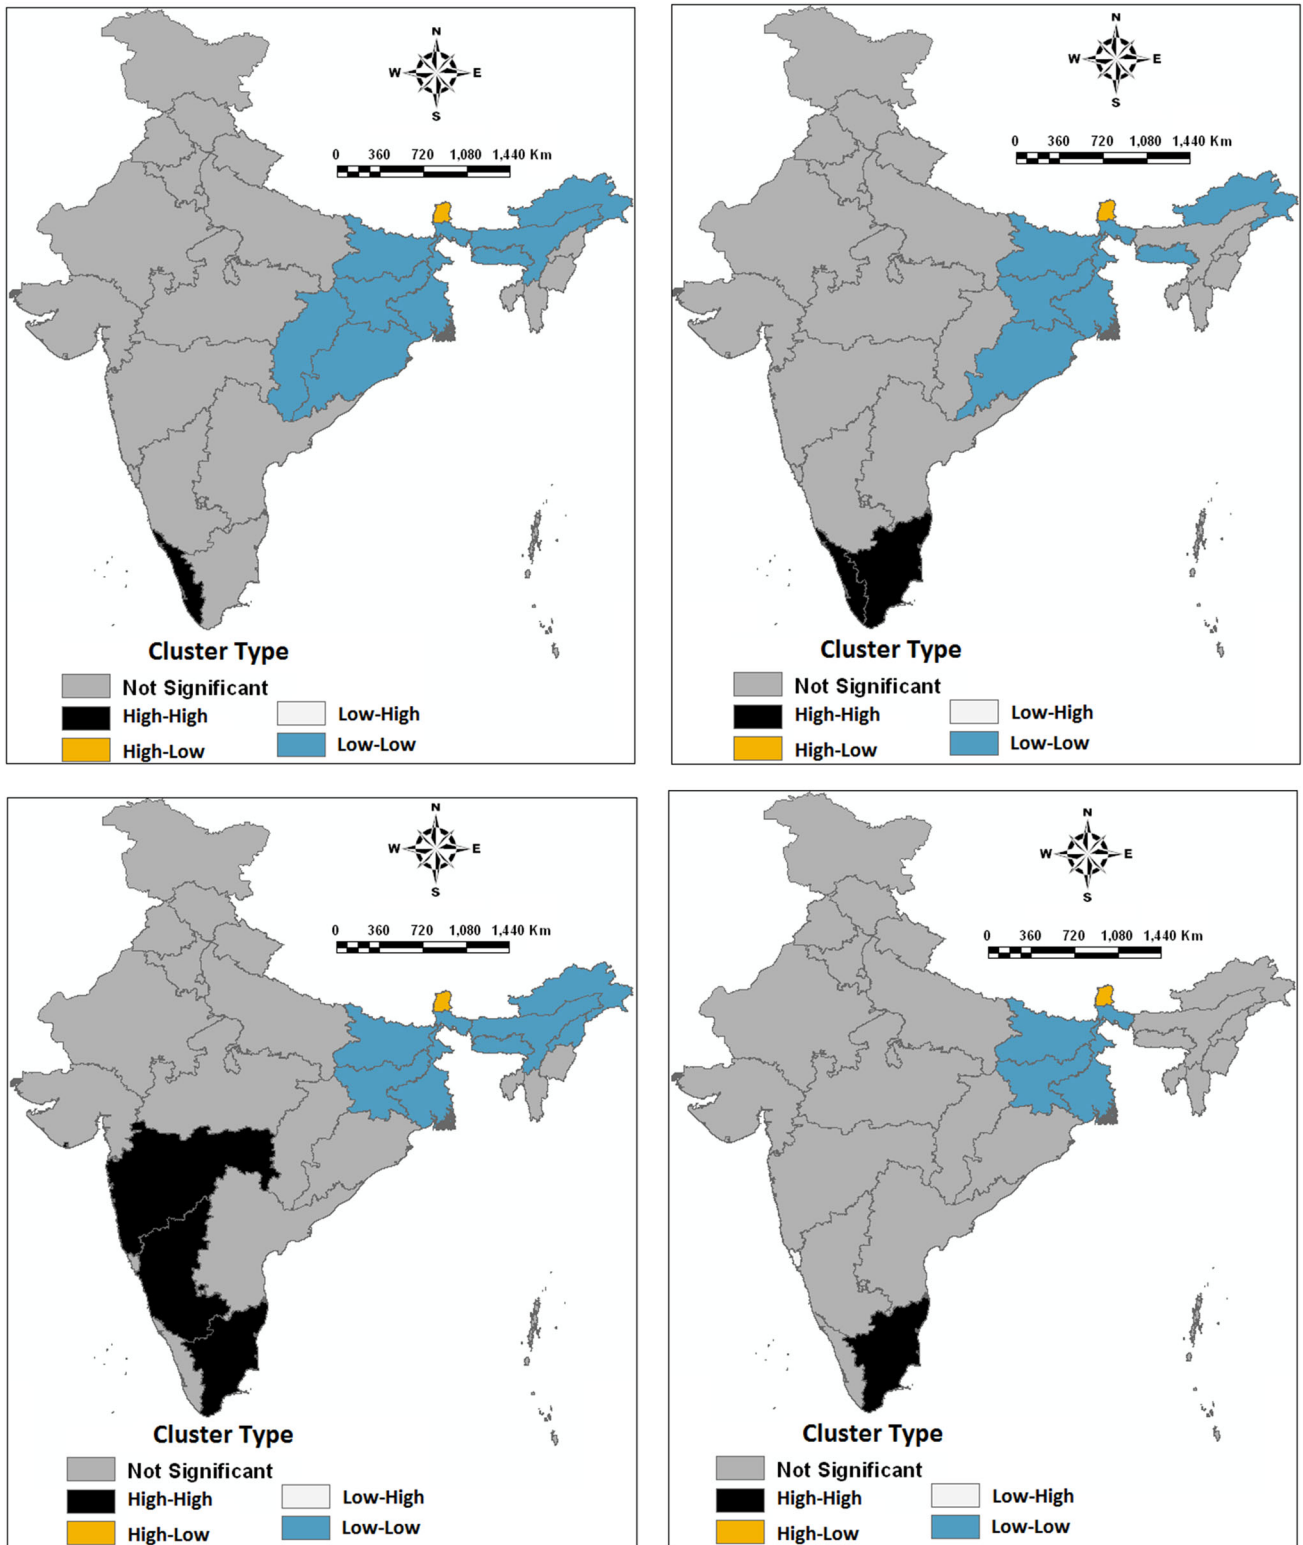 N
W E
S
0 360 720 1,080 1,440 Km
Cluster Type
Not Significant
High-High Low-High
High-Low Low-Low
N
W E
S
0 360 720 1,080 1,440 Km
Cluster Type
Not Significant
High-High Low-High
High-Low Low-Low
N
W E
S
0 360 720 1,080 1,440 Km
Cluster Type
Not Significant
High-High Low-High
High-Low Low-Low
N
W E
S
0 360 720 1,080 1,440 Km
Cluster Type
Not Significant
High-High Low-High
High-Low Low-Low